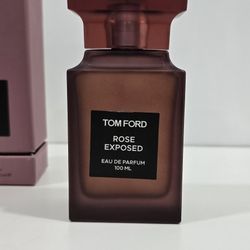 TOM FORD
ROSE
EXPOSED
EAU DE PARFUM
100 ML